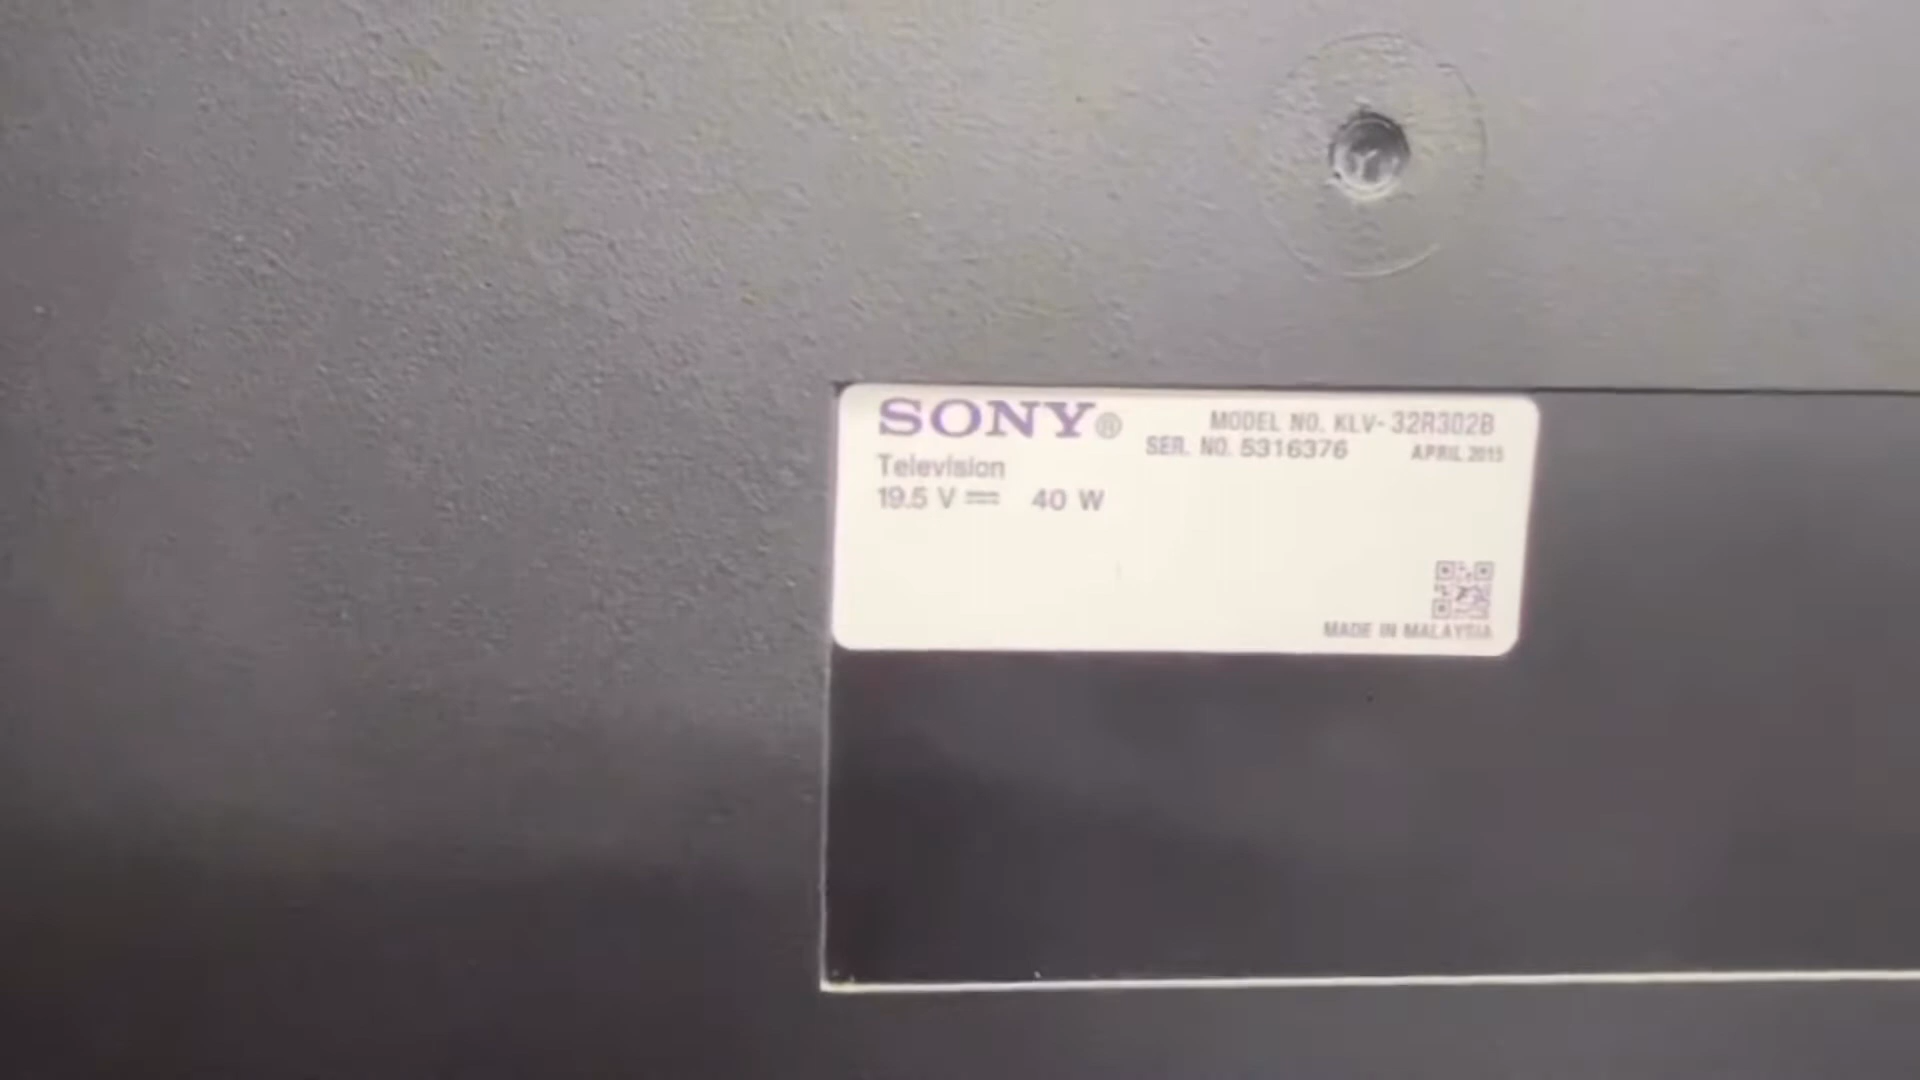 SONY®
MODEL NO. KLV-32R302B
SER. NO. 5316376
APRIL 2015
Television
19.5 V ⎓ 40 W
MADE IN MALAYSIA